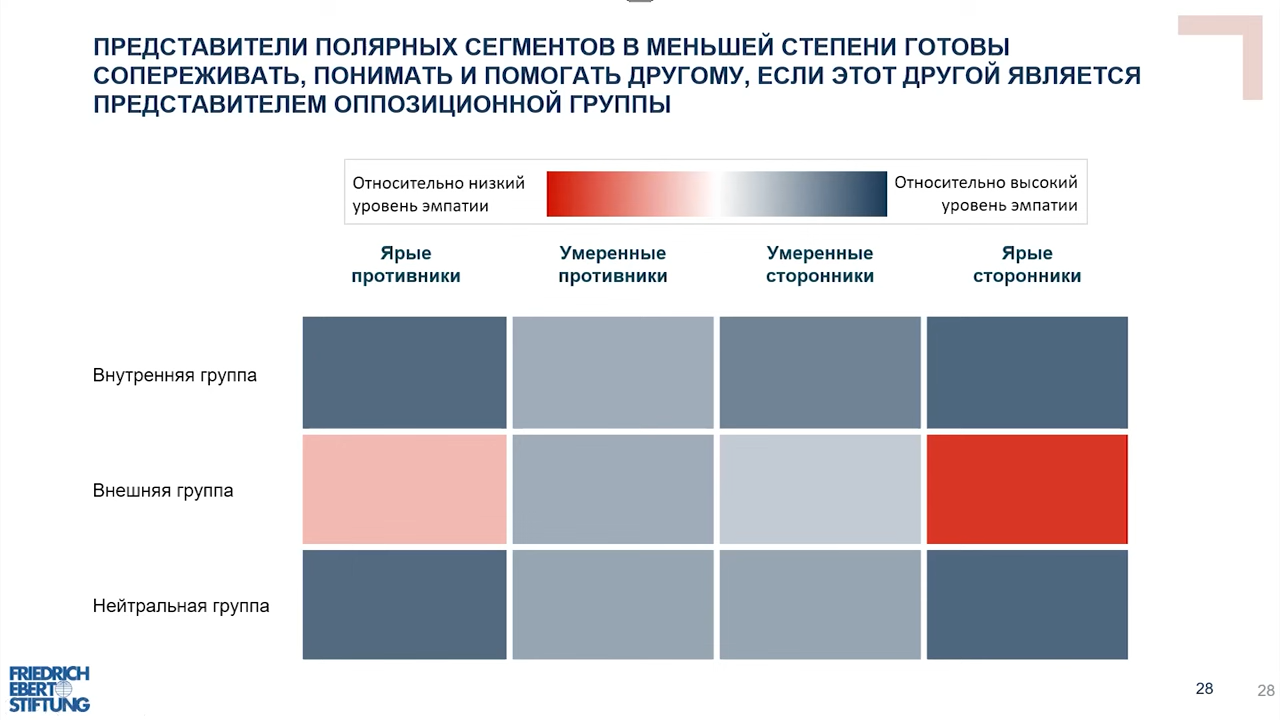 ПРЕДСТАВИТЕЛИ ПОЛЯРНЫХ СЕГМЕНТОВ В МЕНЬШЕЙ СТЕПЕНИ ГОТОВЫ
СОПЕРЕЖИВАТЬ, ПОНИМАТЬ И ПОМОГАТЬ ДРУГОМУ, ЕСЛИ ЭТОТ ДРУГОЙ ЯВЛЯЕТСЯ
ПРЕДСТАВИТЕЛЕМ ОППОЗИЦИОННОЙ ГРУППЫ
Относительно низкий
уровень эмпатии
Относительно высокий
уровень эмпатии
Ярые
противники
Умеренные
противники
Умеренные
сторонники
Ярые
сторонники
Внутренняя группа
Внешняя группа
Нейтральная группа
FRIEDRICH
EBERT
STIFTUNG
28
28